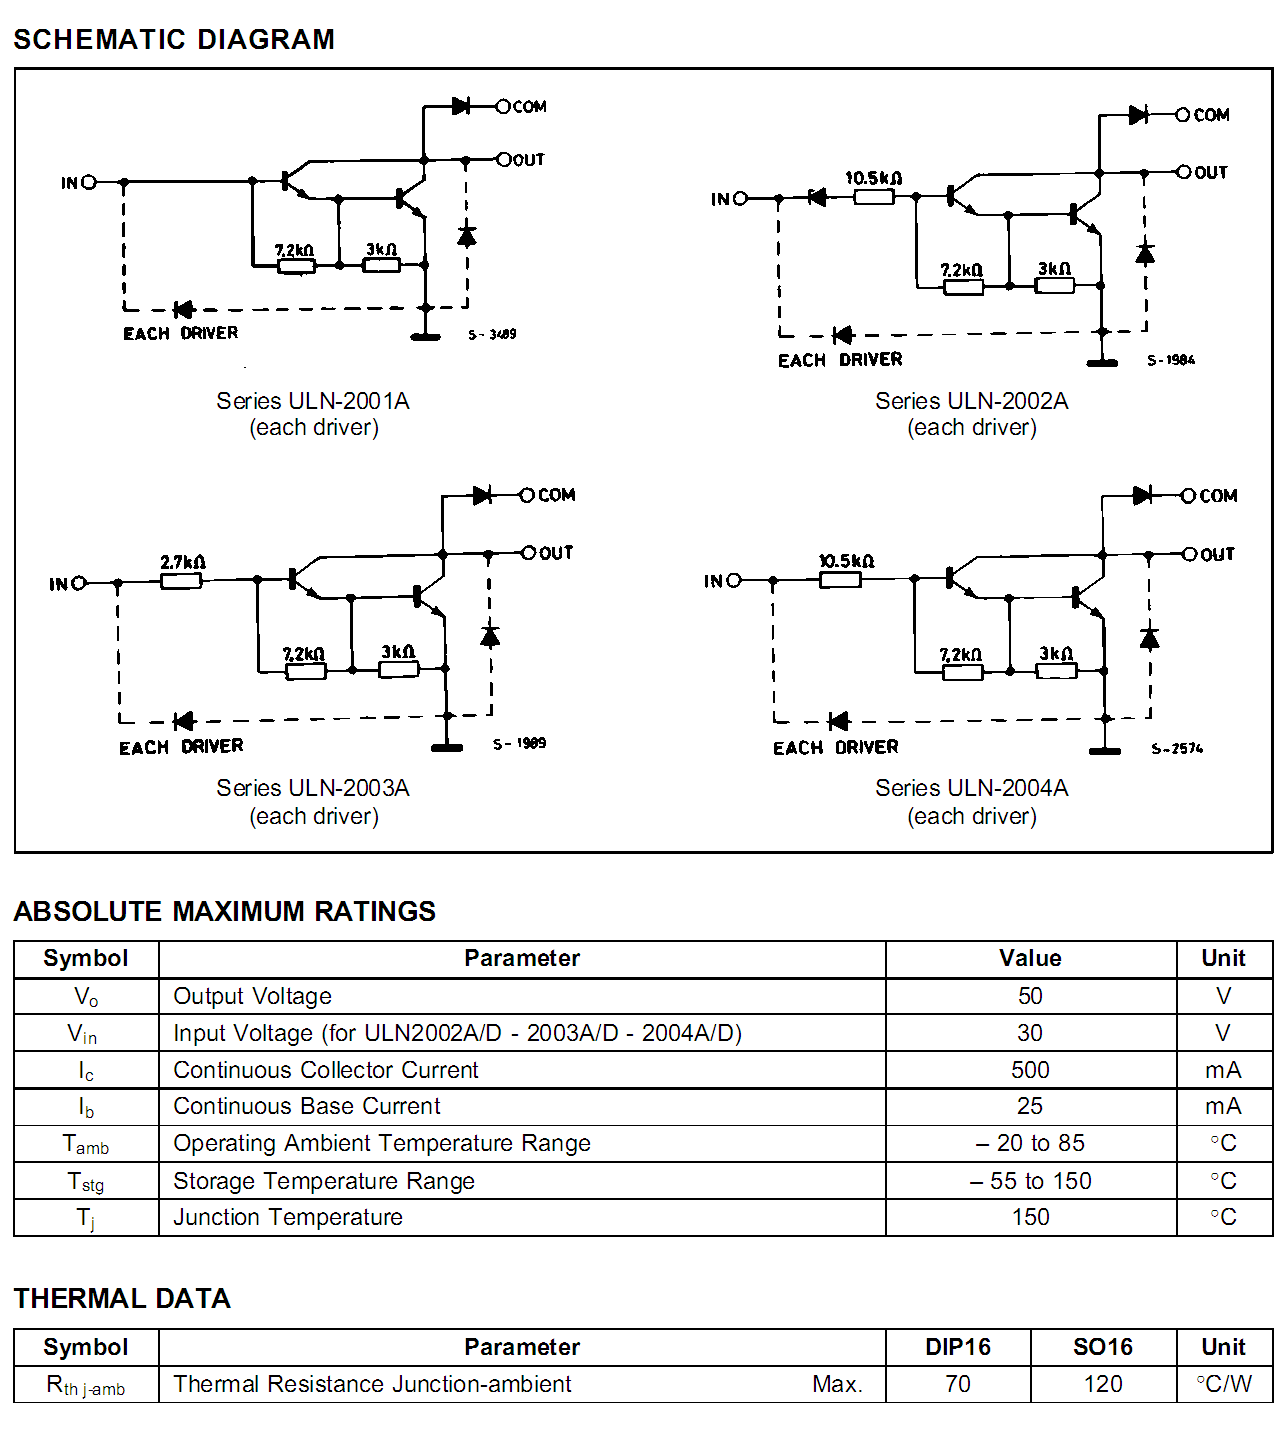 SCHEMATIC DIAGRAM
COM
OUT
IN
7.2kΩ
3kΩ
EACH DRIVER
S-3489
Series ULN-2001A
(each driver)
COM
OUT
IN
10.5kΩ
7.2kΩ
3kΩ
EACH DRIVER
S-1984
Series ULN-2002A
(each driver)
COM
OUT
IN
2.7kΩ
7.2kΩ
3kΩ
EACH DRIVER
S-1989
Series ULN-2003A
(each driver)
COM
OUT
IN
10.5kΩ
7.2kΩ
3kΩ
EACH DRIVER
S-2574
Series ULN-2004A
(each driver)
ABSOLUTE MAXIMUM RATINGS
Symbol Parameter Value Unit
Vo Output Voltage 50 V
Vin Input Voltage (for ULN2002A/D - 2003A/D - 2004A/D) 30 V
Ic Continuous Collector Current 500 mA
Ib Continuous Base Current 25 mA
Tamb Operating Ambient Temperature Range – 20 to 85 °C
Tstg Storage Temperature Range – 55 to 150 °C
Tj Junction Temperature 150 °C
THERMAL DATA
Symbol Parameter DIP16 SO16 Unit
Rth j-amb Thermal Resistance Junction-ambient Max. 70 120 °C/W